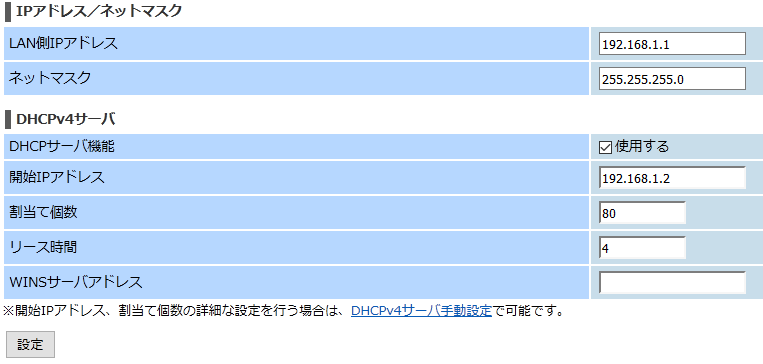 IPアドレス／ネットマスク
LAN側IPアドレス 192.168.1.1
ネットマスク 255.255.255.0
DHCPv4サーバ
DHCPサーバ機能 使用する
開始IPアドレス 192.168.1.2
割当て個数 80
リース時間 4
WINSサーバアドレス
※開始IPアドレス、割当て個数の詳細な設定を行う場合は、DHCPv4サーバ手動設定で可能です。
設定